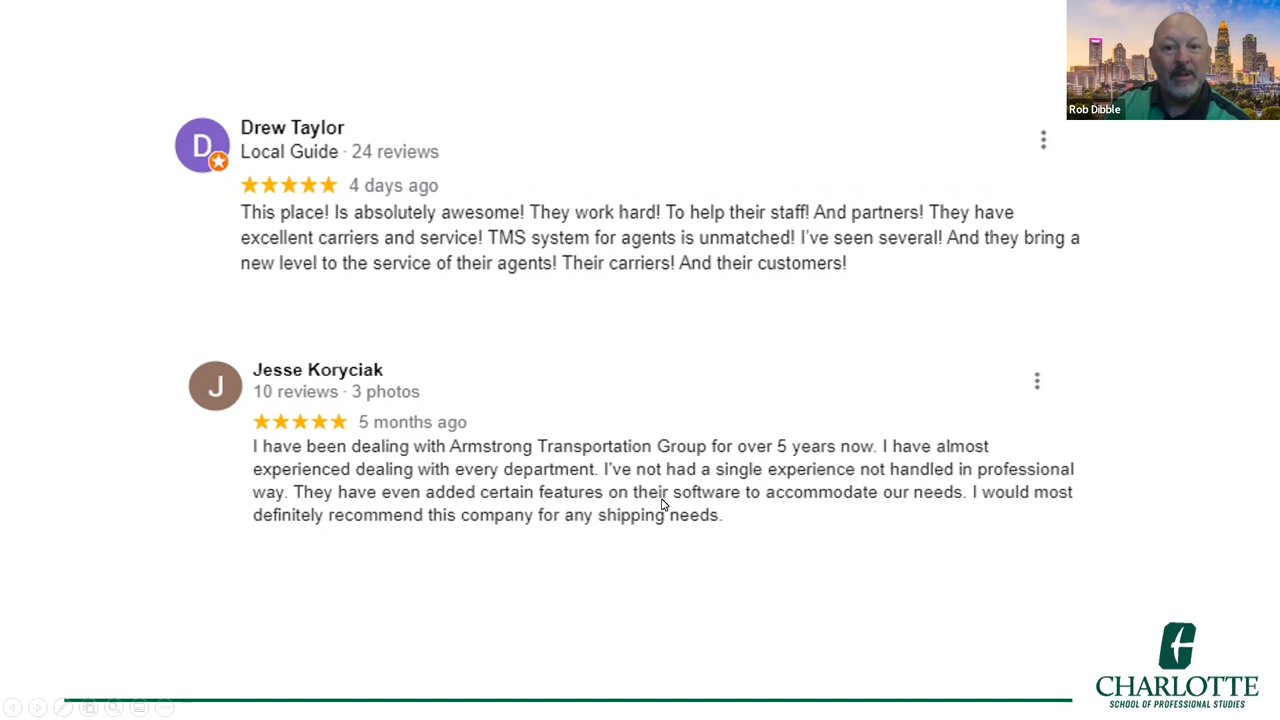 Rob Dibble
D
Drew Taylor
Local Guide · 24 reviews
4 days ago
This place! Is absolutely awesome! They work hard! To help their staff! And partners! They have
excellent carriers and service! TMS system for agents is unmatched! I've seen several! And they bring a
new level to the service of their agents! Their carriers! And their customers!
J
Jesse Koryciak
10 reviews · 3 photos
5 months ago
I have been dealing with Armstrong Transportation Group for over 5 years now. I have almost
experienced dealing with every department. I've not had a single experience not handled in professional
way. They have even added certain features on their software to accommodate our needs. I would most
definitely recommend this company for any shipping needs.
CHARLOTTE
SCHOOL OF PROFESSIONAL STUDIES